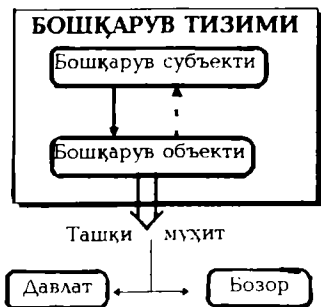 БОШҚАРУВ ТИЗИМИ
Бошқарув субъекти
Бошқарув объекти
Ташқи муҳит
Давлат
Бозор